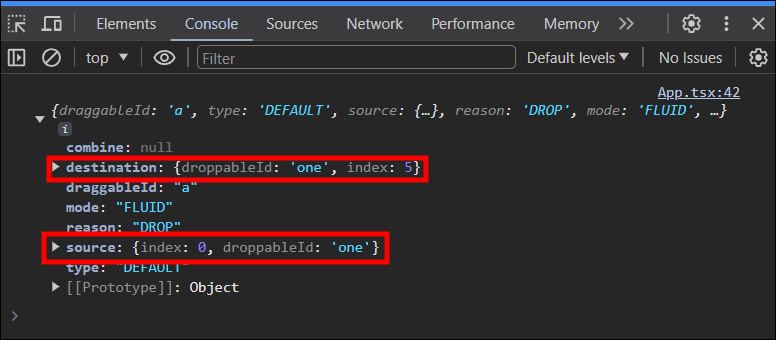 Elements Console Sources Network Performance Memory
top Filter Default levels ▼ No Issues
App.tsx:42
{draggableId: 'a', type: 'DEFAULT', source: {…}, reason: 'DROP', mode: 'FLUID', …}
i
combine: null
destination: {droppableId: 'one', index: 5}
draggableId: "a"
mode: "FLUID"
reason: "DROP"
source: {index: 0, droppableId: 'one'}
type: "DEFAULT"
[[Prototype]]: Object